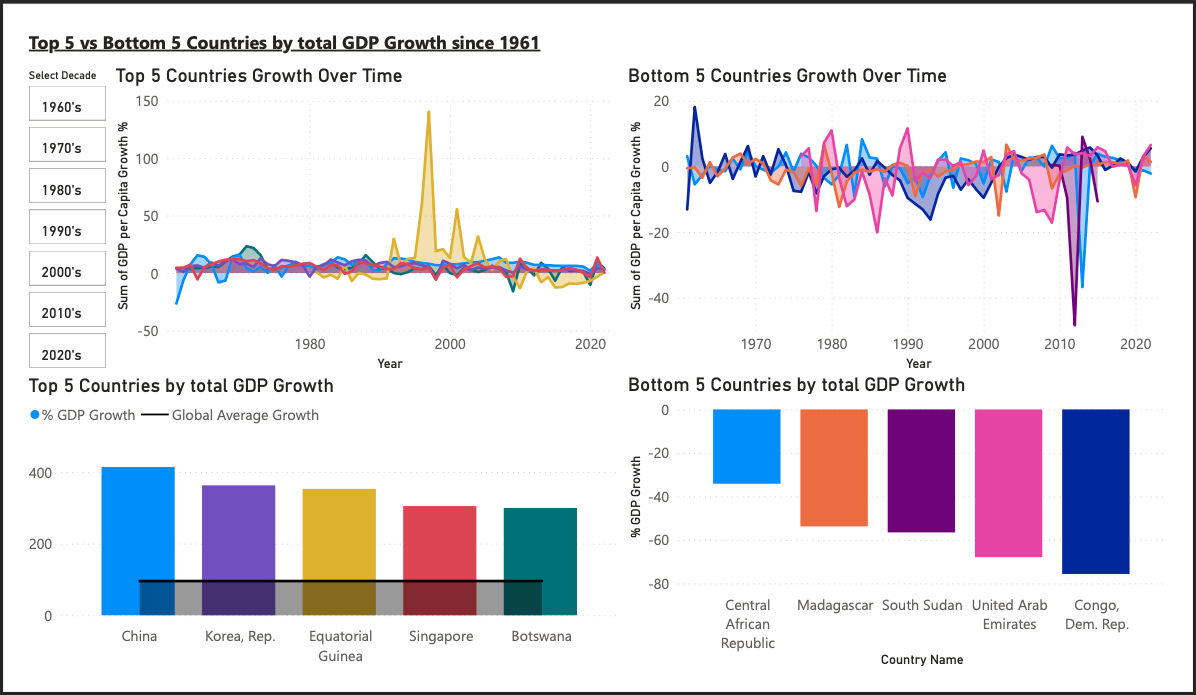 Top 5 vs Bottom 5 Countries by total GDP Growth since 1961
Select Decade
1960's
1970's
1980's
1990's
2000's
2010's
2020's
Top 5 Countries Growth Over Time
Sum of GDP per Capita Growth %
150
100
50
0
-50
1980
2000
2020
Year
Bottom 5 Countries Growth Over Time
Sum of GDP per Capita Growth %
20
0
-20
-40
1970
1980
1990
2000
2010
2020
Year
Top 5 Countries by total GDP Growth
% GDP Growth
Global Average Growth
400
200
0
China
Korea, Rep.
Equatorial
Guinea
Singapore
Botswana
Bottom 5 Countries by total GDP Growth
% GDP Growth
0
-20
-40
-60
-80
Central
African
Republic
Madagascar
South Sudan
United Arab
Emirates
Congo,
Dem. Rep.
Country Name